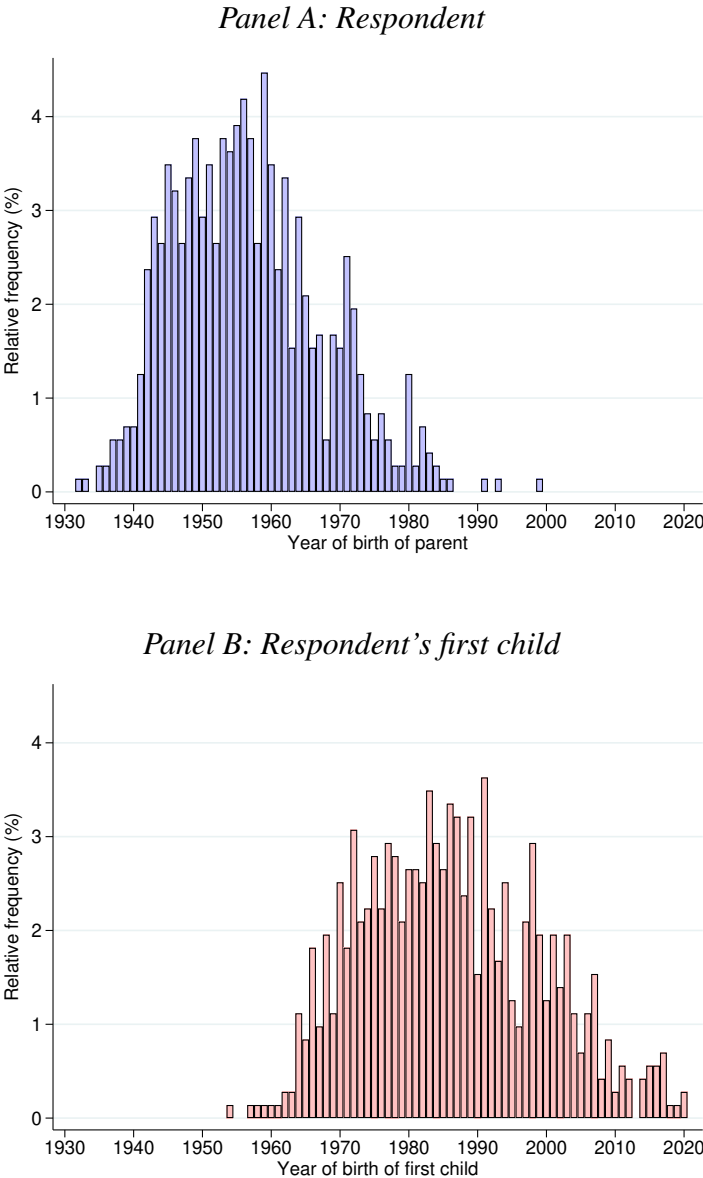 Panel A: Respondent
4
3
2
1
0
Relative frequency (%)
1930 1940 1950 1960 1970 1980 1990 2000 2010 2020
Year of birth of parent
Panel B: Respondent's first child
4
3
2
1
0
Relative frequency (%)
1930 1940 1950 1960 1970 1980 1990 2000 2010 2020
Year of birth of first child